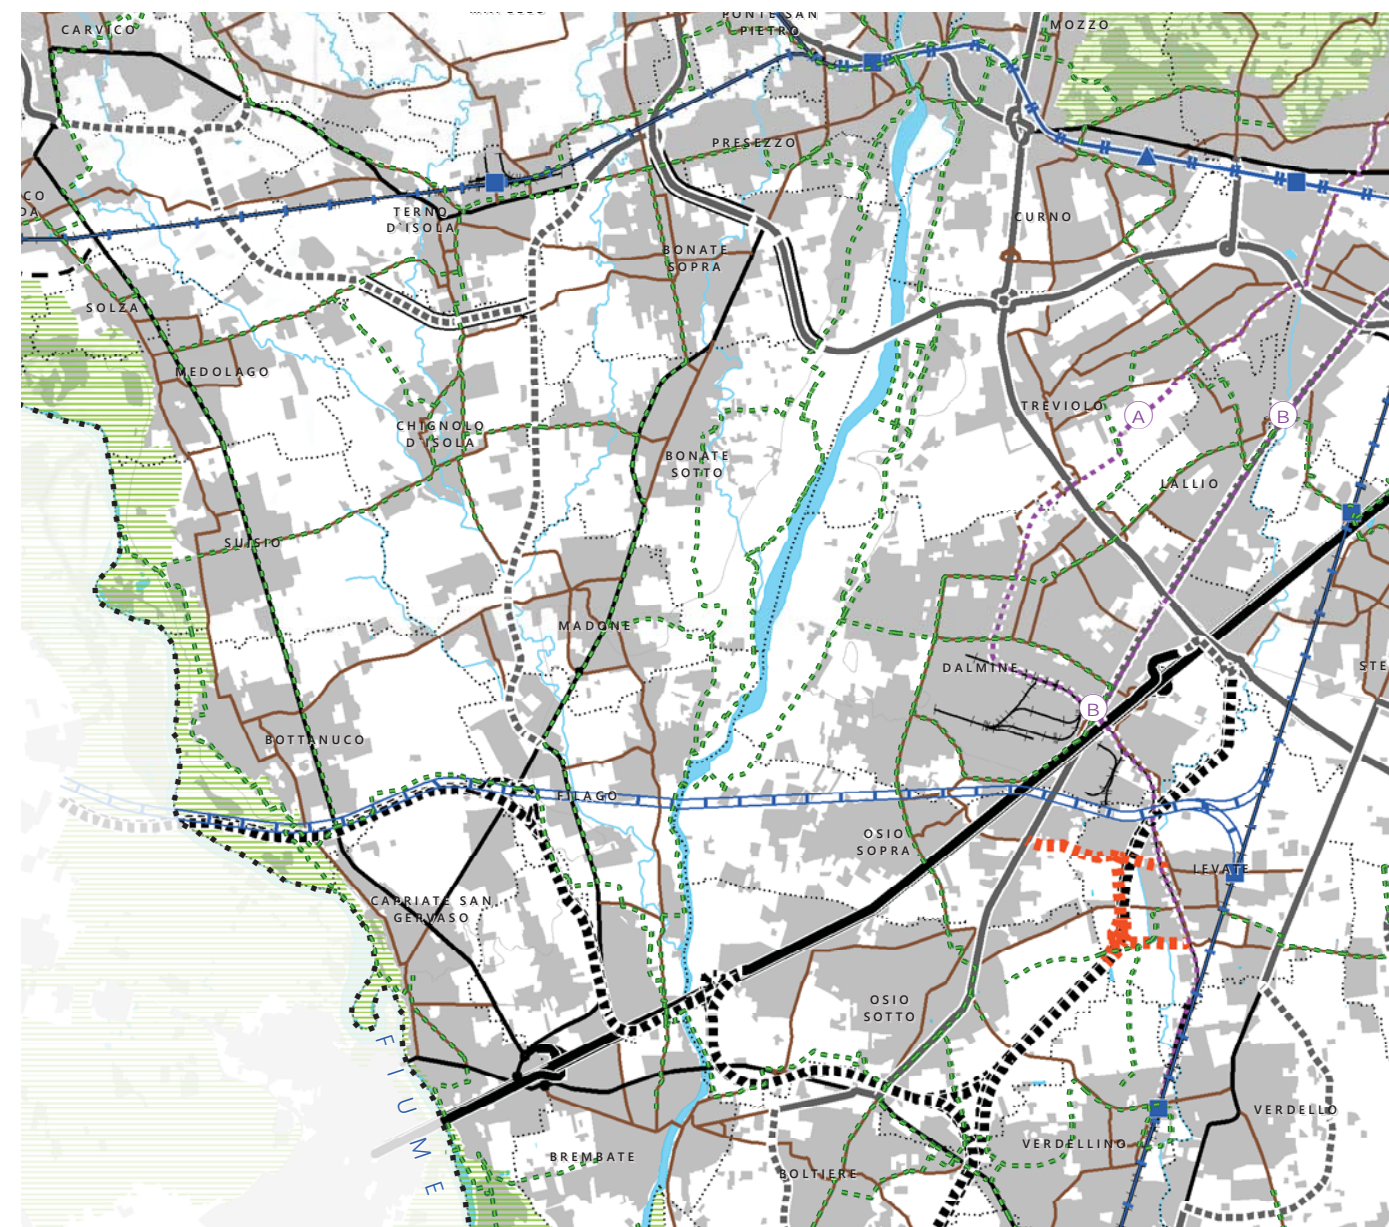 CARVICO
PONTE SAN
PIETRO
MOZZO
PRESEZZO
CO
DA
TERNO
D'ISOLA
CURNO
BONATE
SOPRA
SOLZA
MEDOLAGO
TREVIOLO
A
B
CHIGNOLO
D'ISOLA
BONATE
SOTTO
LALLIO
SUISIO
MADONE
DALMINE
STE
B
BOTTANUCO
FILAGO
OSIO
SOPRA
LEVATE
CAPRIATE SAN
GERVASO
OSIO
SOTTO
FIUME
VERDELLO
VERDELLINO
BREMBATE
BOLTIERE